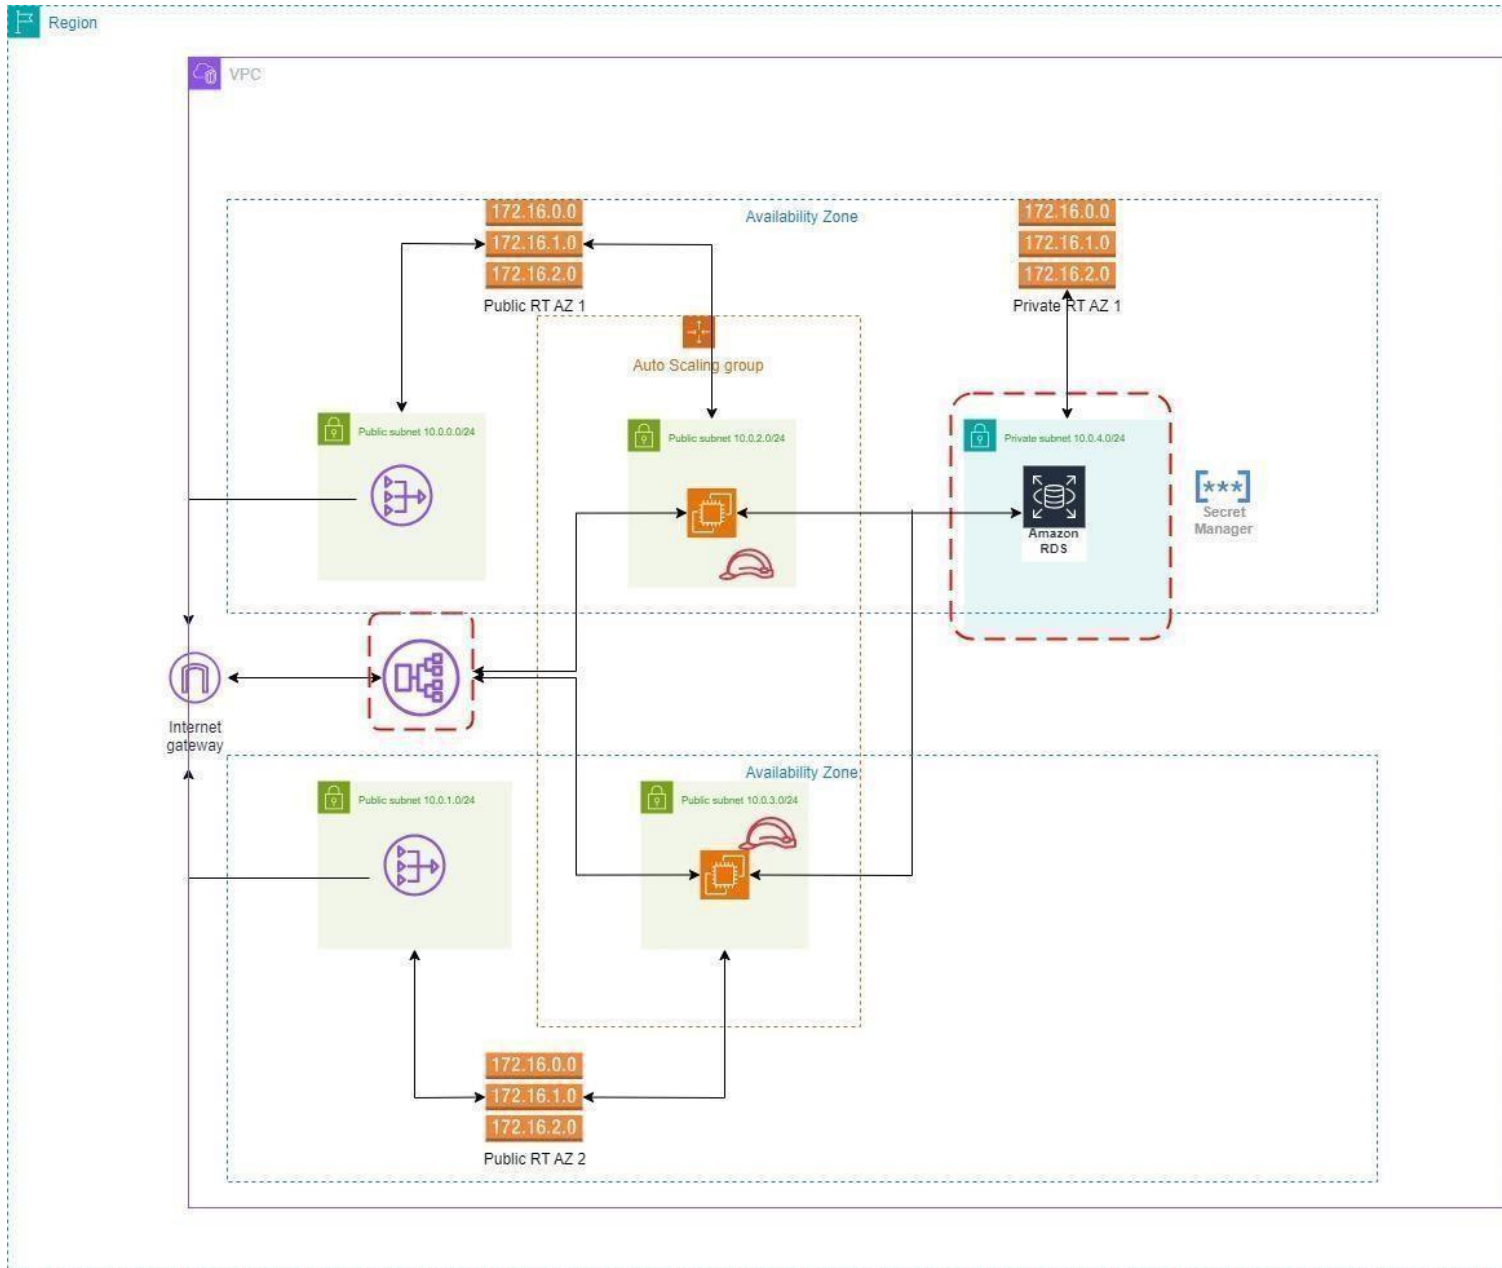 Region
VPC
172.16.0.0
172.16.1.0
172.16.2.0
Public RT AZ 1
Availability Zone
172.16.0.0
172.16.1.0
172.16.2.0
Private RT AZ 1
Auto Scaling group
Public subnet 10.0.0.0/24
Public subnet 10.0.2.0/24
Private subnet 10.0.4.0/24
Amazon
RDS
***
Secret
Manager
Internet
gateway
Availability Zone
Public subnet 10.0.1.0/24
Public subnet 10.0.3.0/24
172.16.0.0
172.16.1.0
172.16.2.0
Public RT AZ 2